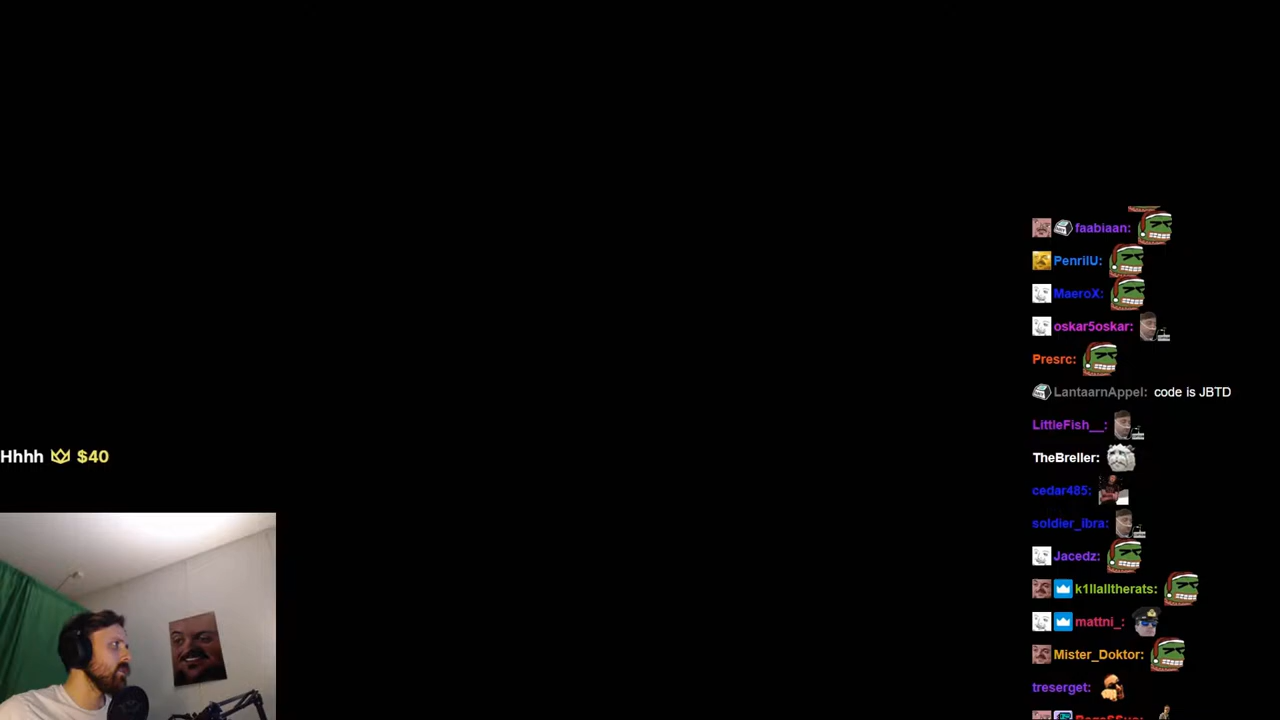 faabiaan:
PenrilU:
MaeroX:
oskar5oskar:
Presrc:
LantaarnAppel: code is JBTD
LittleFish__:
Hhhh $40
TheBreller:
cedar485:
soldier_ibra:
Jacedz:
k1llalltherats:
mattni_:
Mister_Doktor:
treserget: